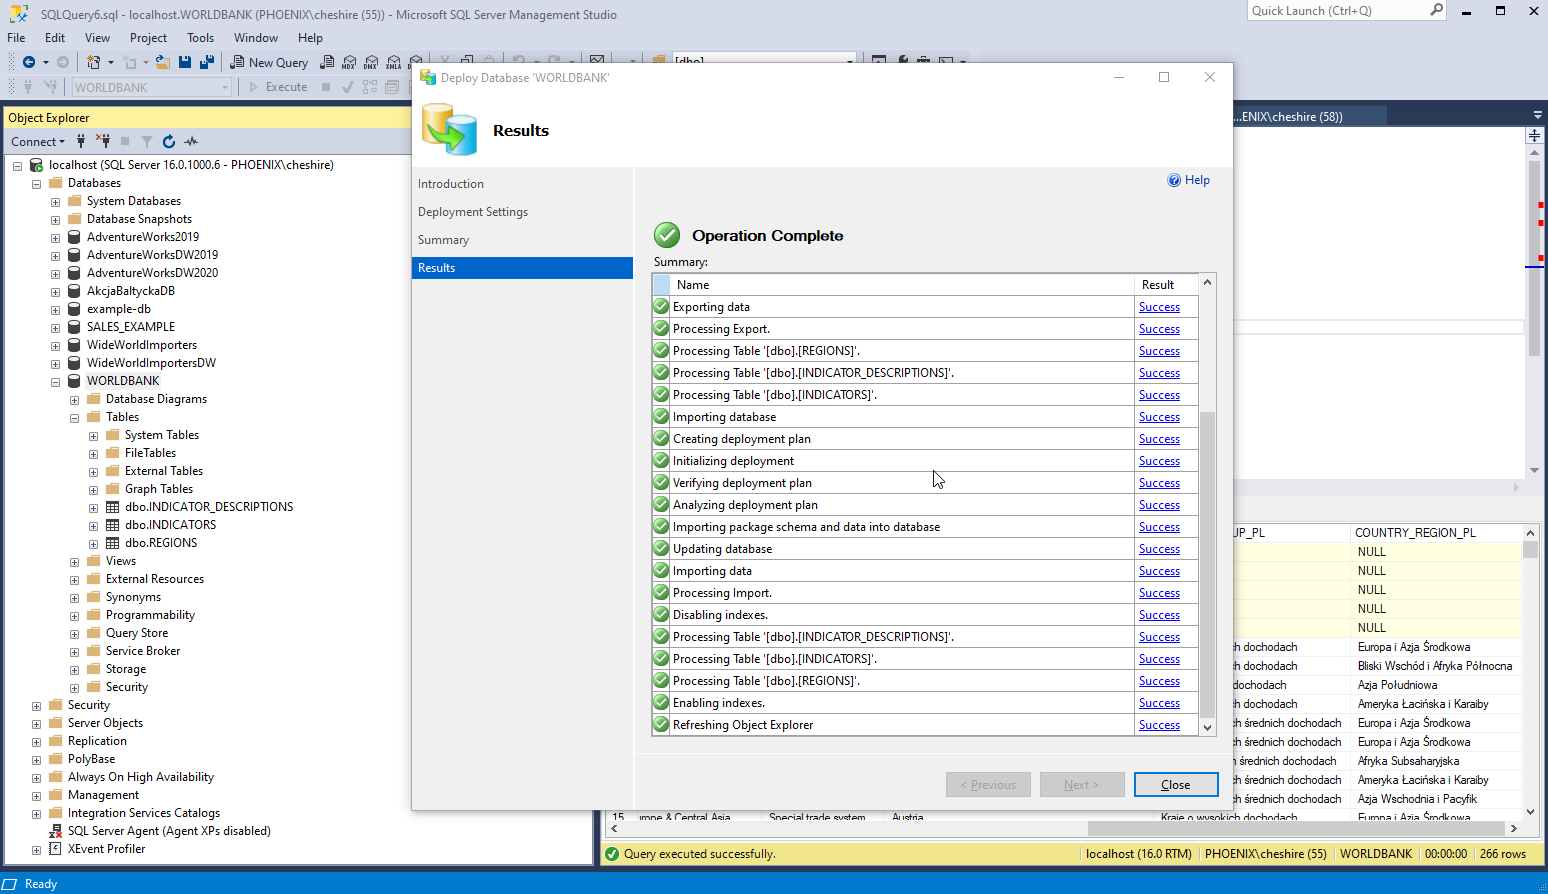 SQLQuery6.sql - localhost.WORLDBANK (PHOENIX\cheshire (55)) - Microsoft SQL Server Management Studio
Quick Launch (Ctrl+Q)
File Edit View Project Tools Window Help
New Query
MDX DMX XMLA
[dbo]
WORLDBANK
Execute
Object Explorer
Connect
localhost (SQL Server 16.0.1000.6 - PHOENIX\cheshire)
Databases
System Databases
Database Snapshots
AdventureWorks2019
AdventureWorksDW2019
AdventureWorksDW2020
AkcjaBaltyckaDB
example-db
SALES_EXAMPLE
WideWorldImporters
WideWorldImportersDW
WORLDBANK
Database Diagrams
Tables
System Tables
FileTables
External Tables
Graph Tables
dbo.INDICATOR_DESCRIPTIONS
dbo.INDICATORS
dbo.REGIONS
Views
External Resources
Synonyms
Programmability
Query Store
Service Broker
Storage
Security
Security
Server Objects
Replication
PolyBase
Always On High Availability
Management
Integration Services Catalogs
SQL Server Agent (Agent XPs disabled)
XEvent Profiler
Deploy Database 'WORLDBANK'
Results
Introduction
Deployment Settings
Summary
Results
Help
Operation Complete
Summary:
Name Result
Exporting data Success
Processing Export. Success
Processing Table '[dbo].[REGIONS]'. Success
Processing Table '[dbo].[INDICATOR_DESCRIPTIONS]'. Success
Processing Table '[dbo].[INDICATORS]'. Success
Importing database Success
Creating deployment plan Success
Initializing deployment Success
Verifying deployment plan Success
Analyzing deployment plan Success
Importing package schema and data into database Success
Updating database Success
Importing data Success
Processing Import. Success
Disabling indexes. Success
Processing Table '[dbo].[INDICATOR_DESCRIPTIONS]'. Success
Processing Table '[dbo].[INDICATORS]'. Success
Processing Table '[dbo].[REGIONS]'. Success
Enabling indexes. Success
Refreshing Object Explorer Success
< Previous Next > Close
...ENIX\cheshire (58))
UP_PL COUNTRY_REGION_PL
NULL
NULL
NULL
NULL
NULL
h dochodach Europa i Azja Środkowa
h dochodach Bliski Wschód i Afryka Północna
dochodach Azja Południowa
h dochodach Ameryka Łacińska i Karaiby
h średnich dochodach Europa i Azja Środkowa
h średnich dochodach Europa i Azja Środkowa
h średnich dochodach Afryka Subsaharyjska
h średnich dochodach Ameryka Łacińska i Karaiby
h średnich dochodach Azja Wschodnia i Pacyfik
15 urope & Central Asia Special trade system Austria Kraje o wysokich dochodach Europa i Azja Środkowa
Query executed successfully.
localhost (16.0 RTM) PHOENIX\cheshire (55) WORLDBANK 00:00:00 266 rows
Ready